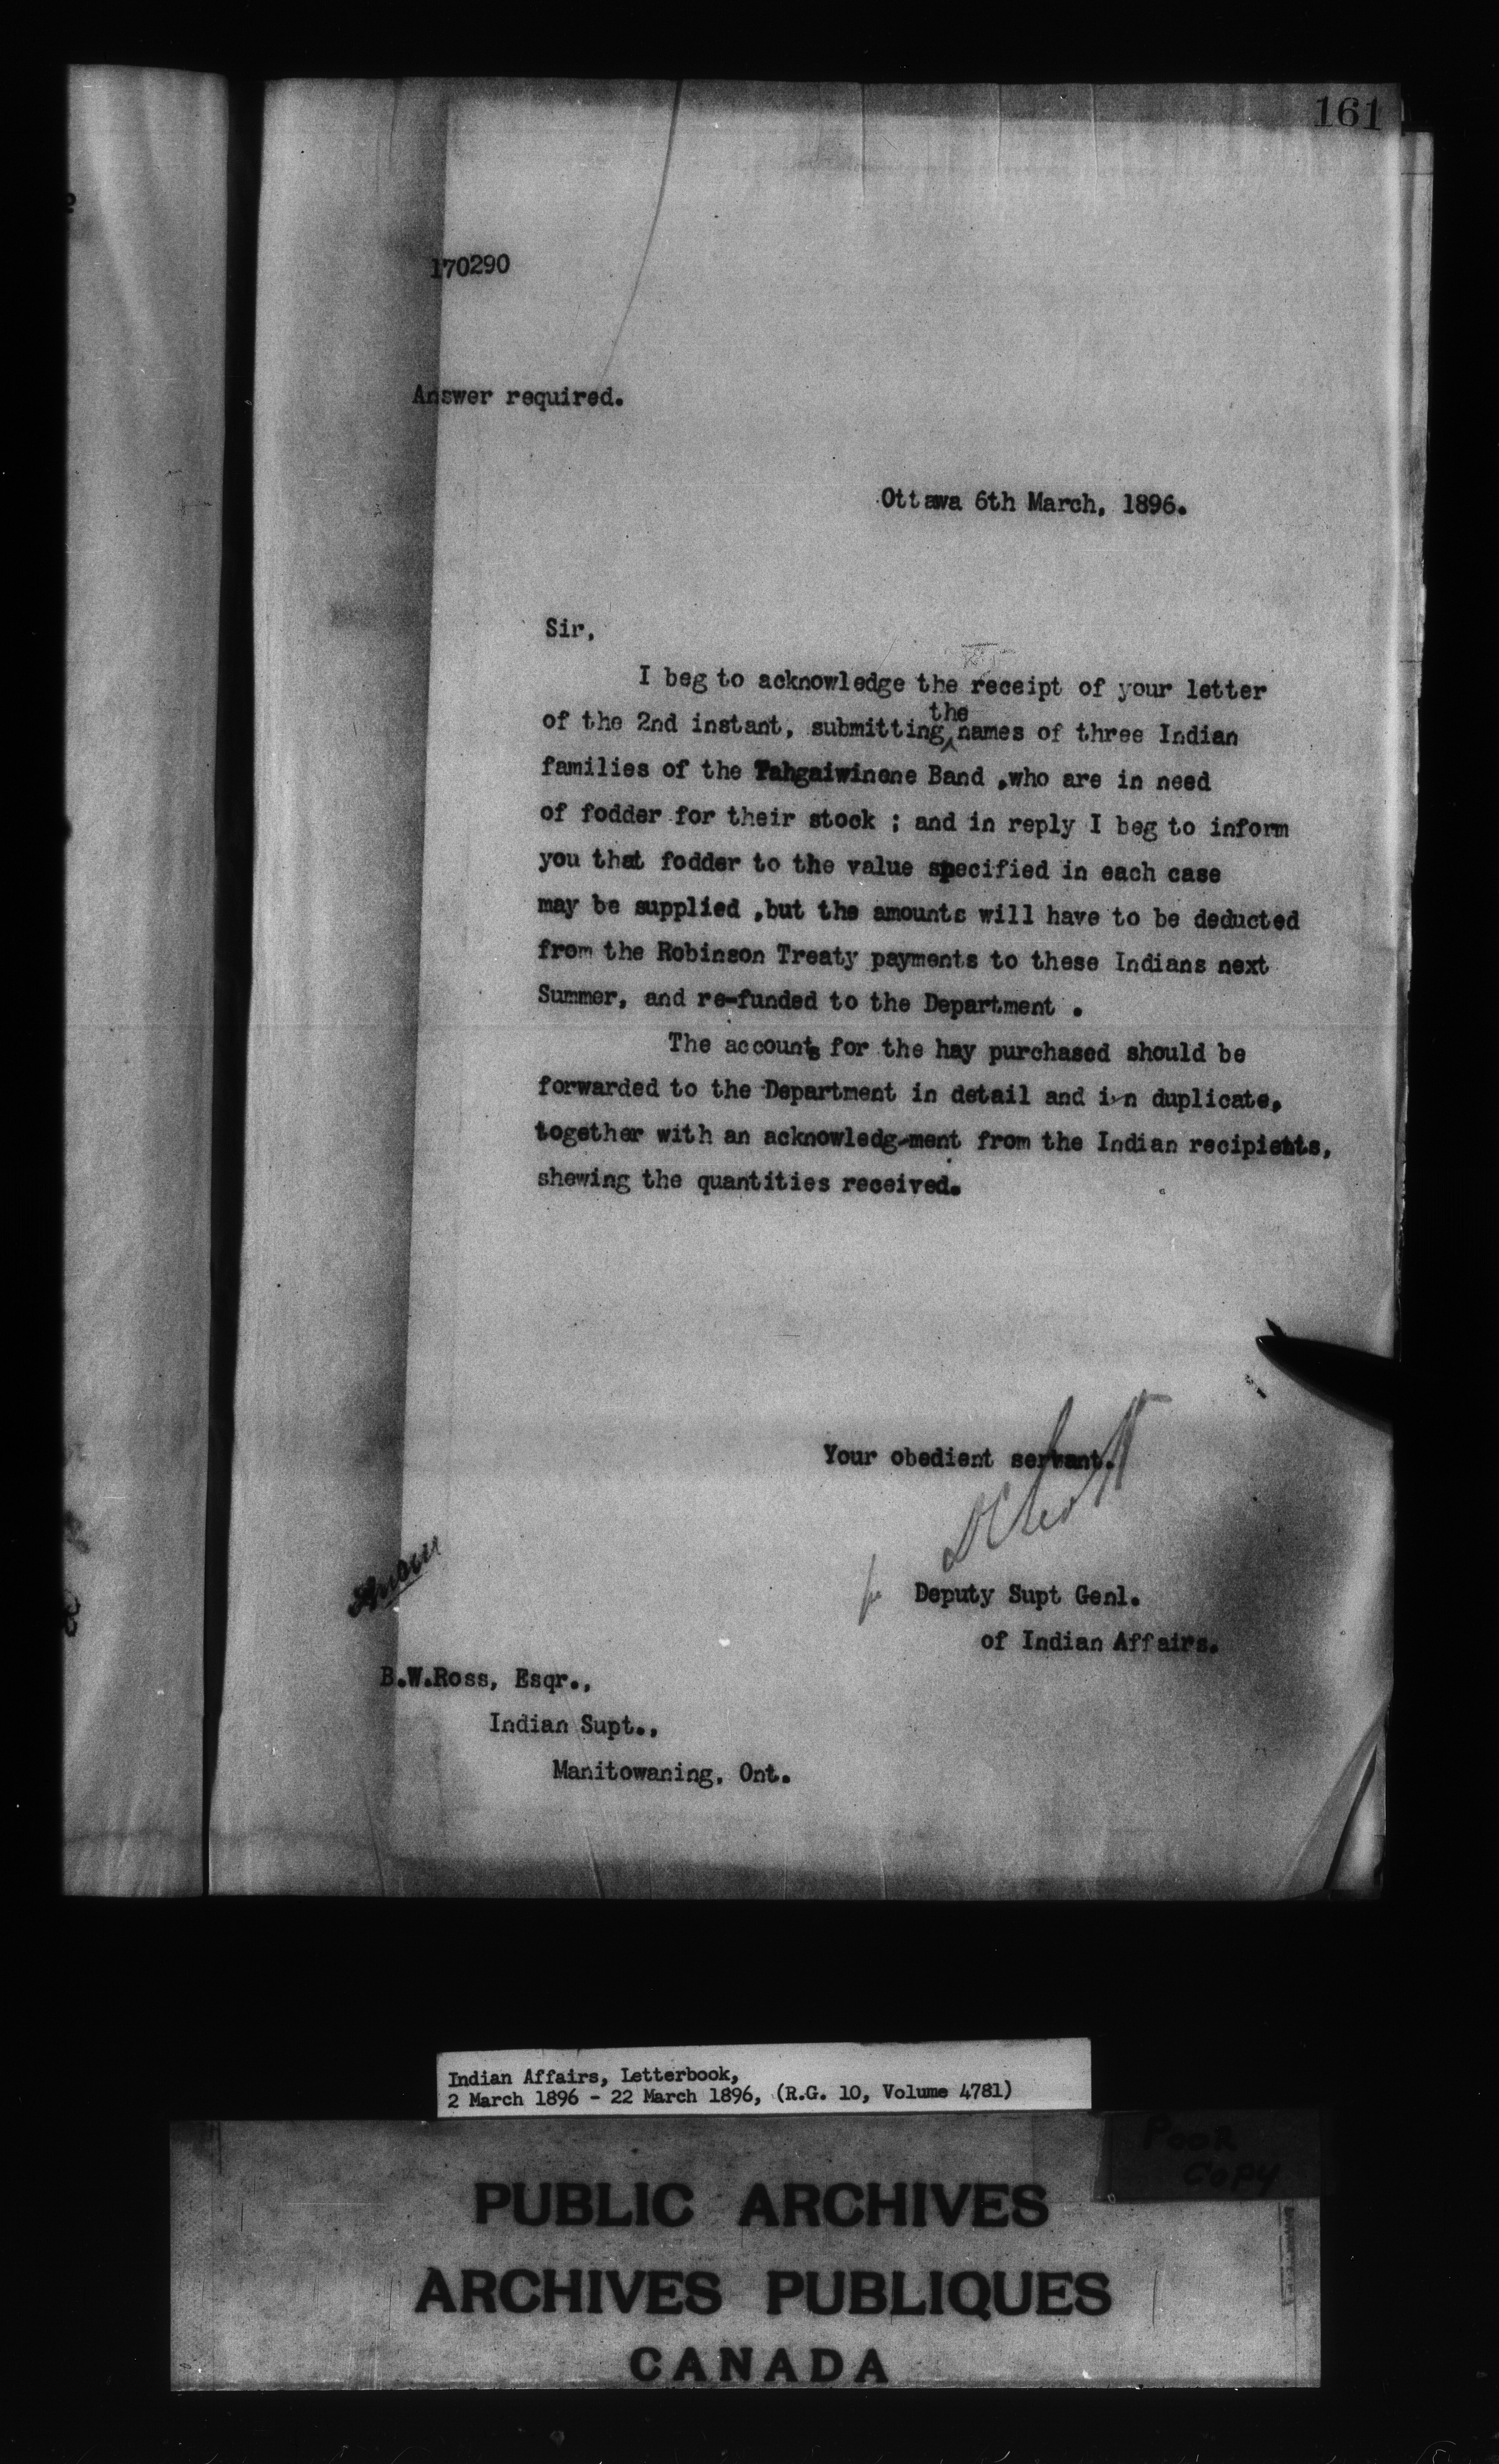 161
170290
Answer required.
Ottawa 6th March, 1896.
Sir,
I beg to acknowledge the receipt of your letter
of the 2nd instant, submitting the names of three Indian
families of the Tahgaiwinene Band ,who are in need
of fodder for their stock ; and in reply I beg to inform
you that fodder to the value specified in each case
may be supplied ,but the amounts will have to be deducted
from the Robinson Treaty payments to these Indians next
Summer, and re-funded to the Department .
The accounts for the hay purchased should be
forwarded to the Department in detail and in duplicate,
together with an acknowledg-ment from the Indian recipients,
shewing the quantities received.
Your obedient servant.
Deputy Supt Genl.
of Indian Affairs.
B.W.Ross, Esqr.,
Indian Supt.,
Manitowaning, Ont.
Indian Affairs, Letterbook,
2 March 1896 - 22 March 1896, (R.G. 10, Volume 4781)
POOR
COPY
PUBLIC ARCHIVES
ARCHIVES PUBLIQUES
CANADA